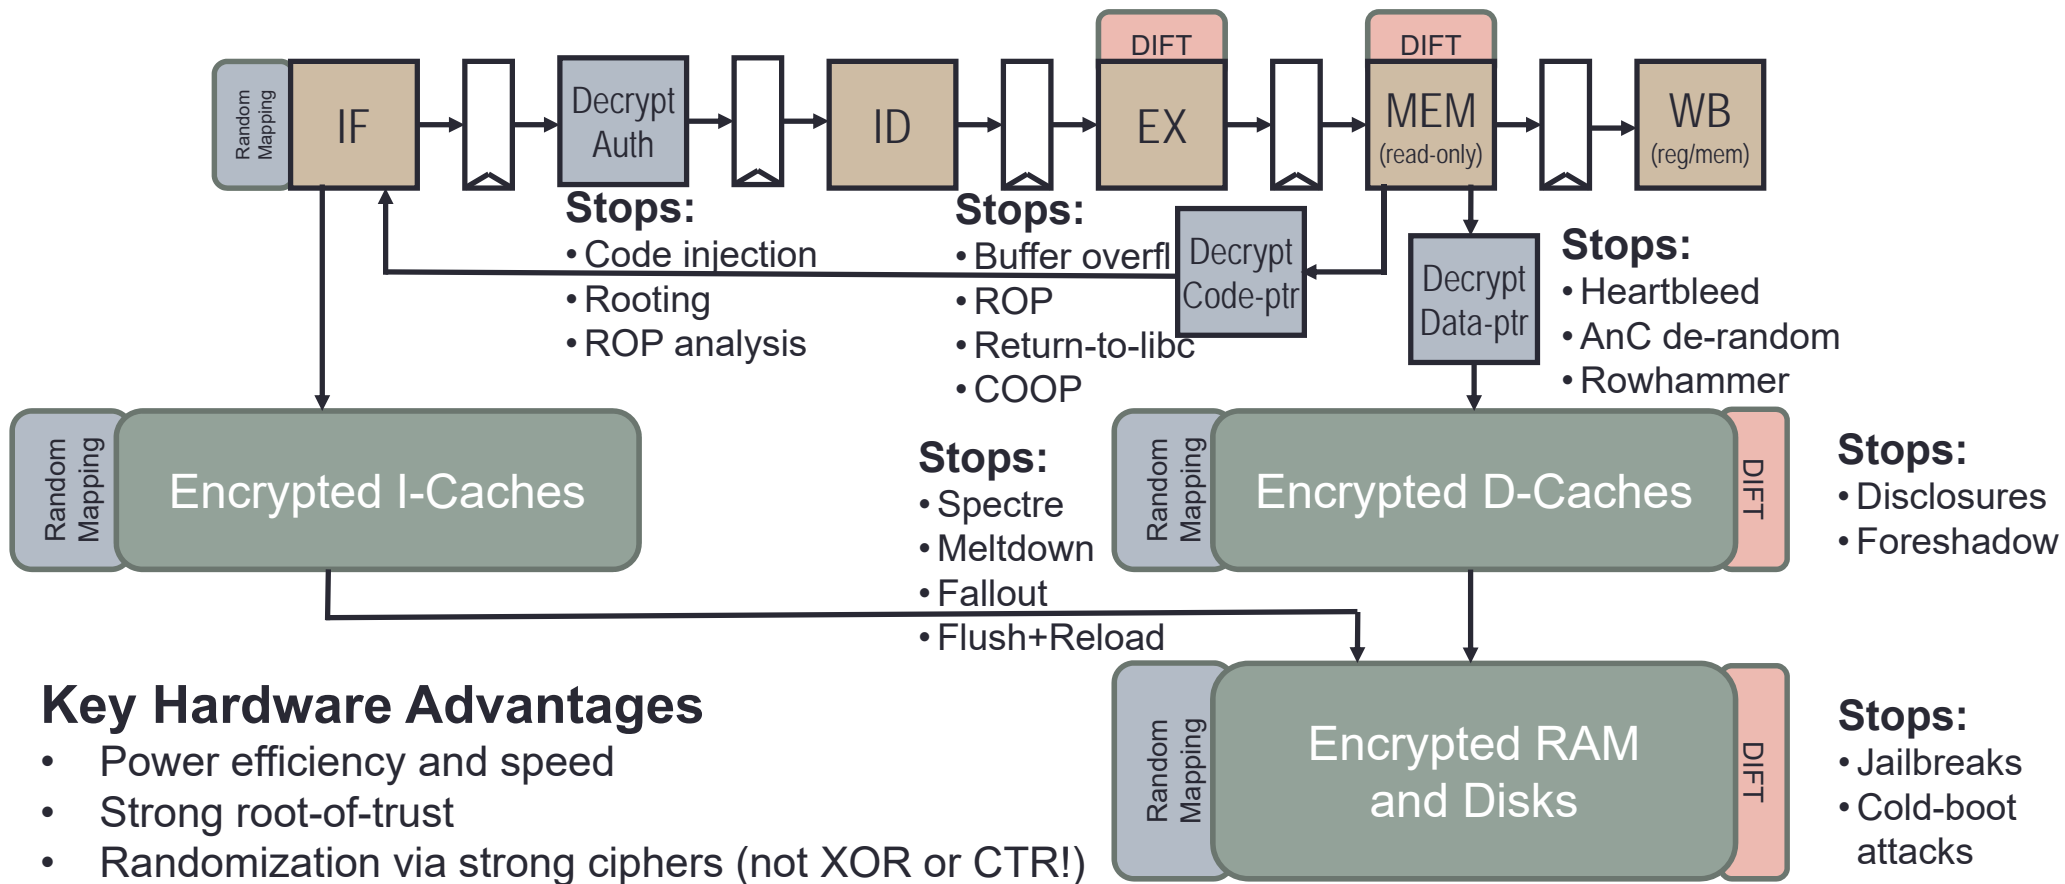 DIFT
DIFT
Random
Mapping
IF
Decrypt
Auth
ID
EX
MEM
(read-only)
WB
(reg/mem)
Stops:
• Code injection
• Rooting
• ROP analysis
Stops:
• Buffer overfl
• ROP
• Return-to-libc
• COOP
Decrypt
Code-ptr
Decrypt
Data-ptr
Stops:
• Heartbleed
• AnC de-random
• Rowhammer
Random
Mapping
Encrypted I-Caches
Stops:
• Spectre
• Meltdown
• Fallout
• Flush+Reload
Random
Mapping
Encrypted D-Caches
DIFT
Stops:
• Disclosures
• Foreshadow
Key Hardware Advantages
• Power efficiency and speed
• Strong root-of-trust
• Randomization via strong ciphers (not XOR or CTR!)
Random
Mapping
Encrypted RAM
and Disks
DIFT
Stops:
• Jailbreaks
• Cold-boot
attacks